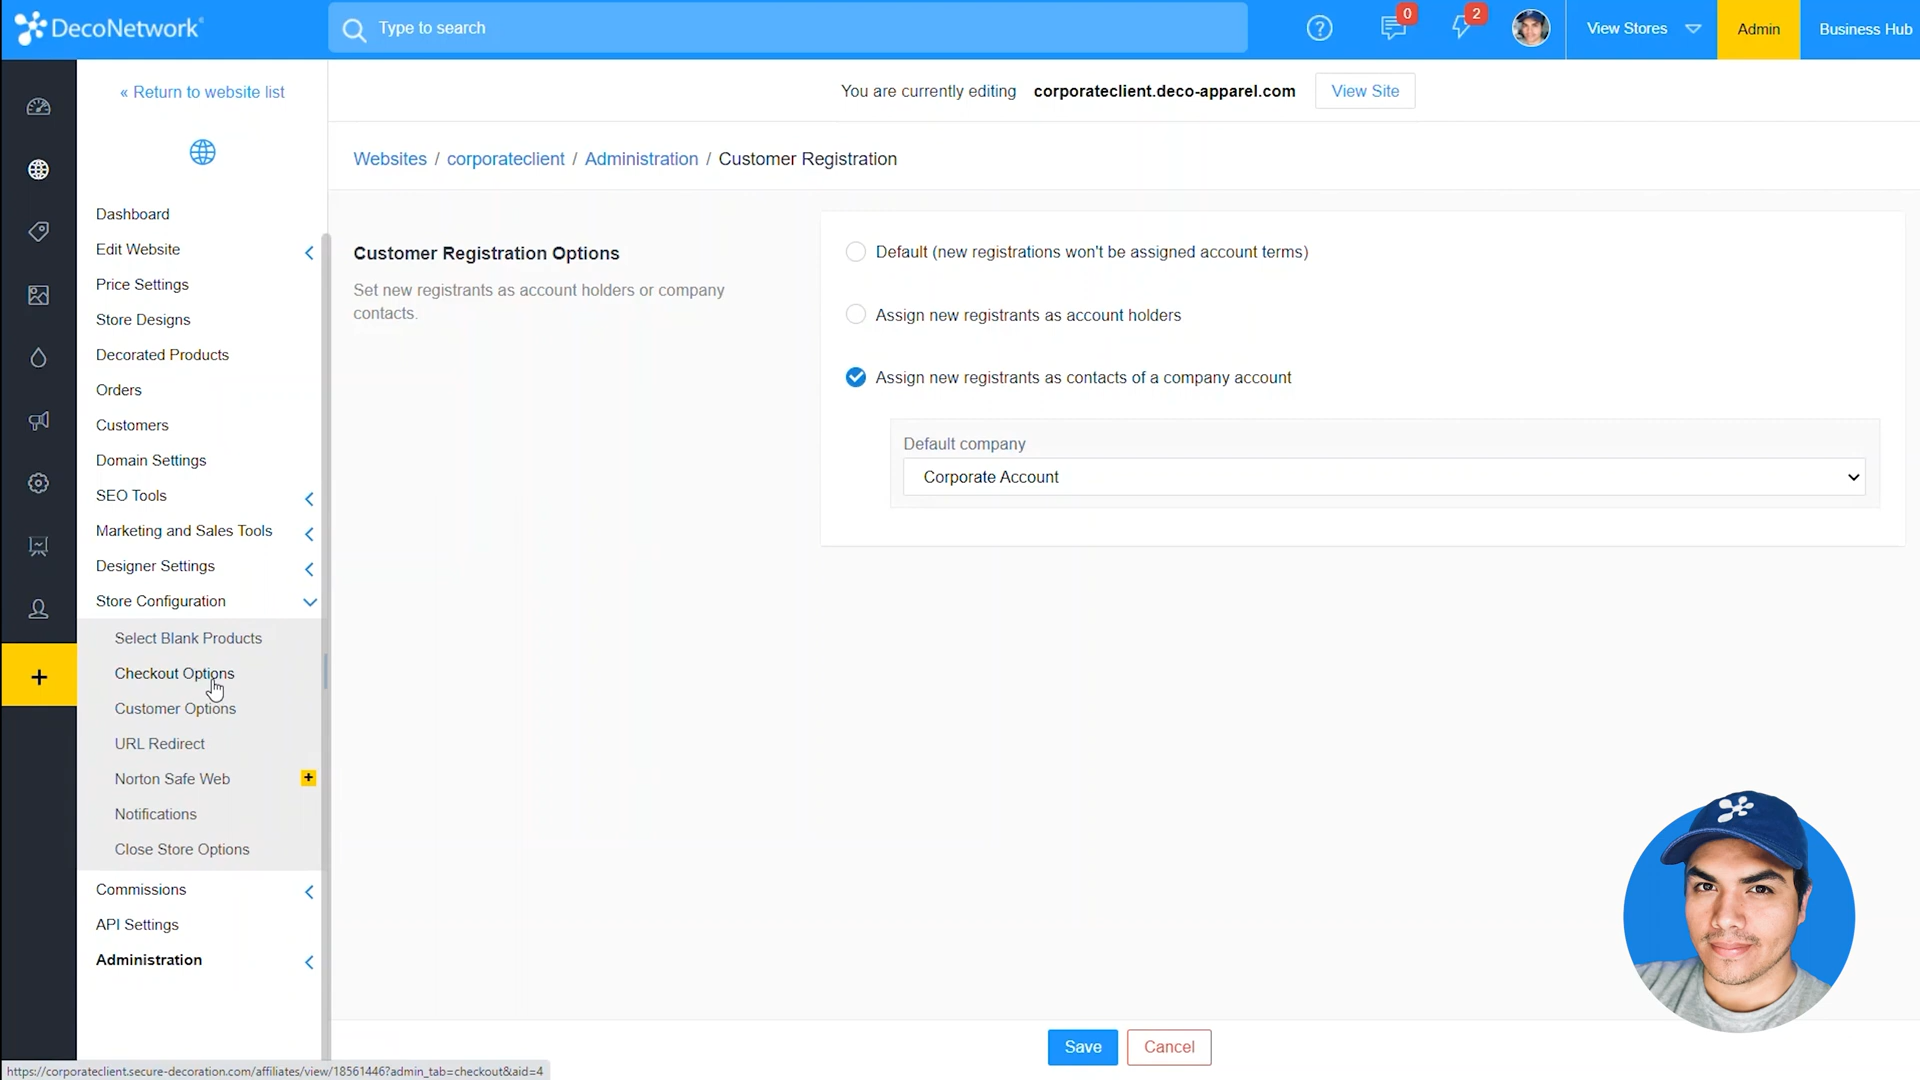 DecoNetwork
Type to search
0
2
View Stores
Admin
Business Hub
« Return to website list
You are currently editing corporateclient.deco-apparel.com
View Site
Websites / corporateclient / Administration / Customer Registration
Dashboard
Edit Website
Price Settings
Store Designs
Decorated Products
Orders
Customers
Domain Settings
SEO Tools
Marketing and Sales Tools
Designer Settings
Store Configuration
Select Blank Products
Checkout Options
Customer Options
URL Redirect
Norton Safe Web
+
Notifications
Close Store Options
Commissions
API Settings
Administration
+
Customer Registration Options
Set new registrants as account holders or company
contacts.
Default (new registrations won't be assigned account terms)
Assign new registrants as account holders
Assign new registrants as contacts of a company account
Default company
Corporate Account
Save
Cancel
https://corporateclient.secure-decoration.com/affiliates/view/18561446?admin_tab=checkout&aid=4